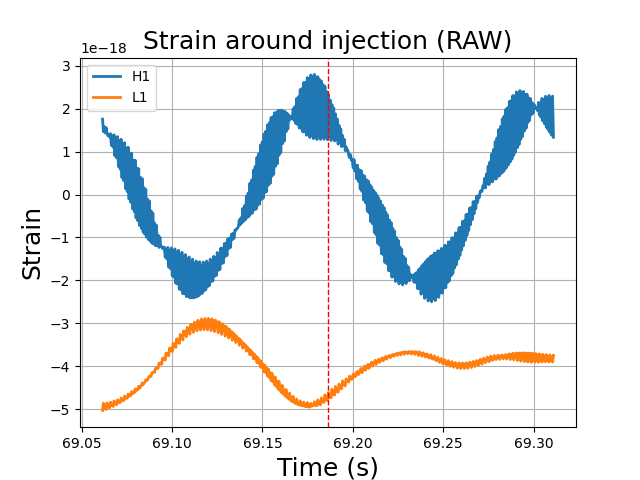 Strain around injection (RAW)
1e−18
H1
L1
3
2
1
0
−1
−2
−3
−4
−5
Strain
69.05 69.10 69.15 69.20 69.25 69.30
Time (s)